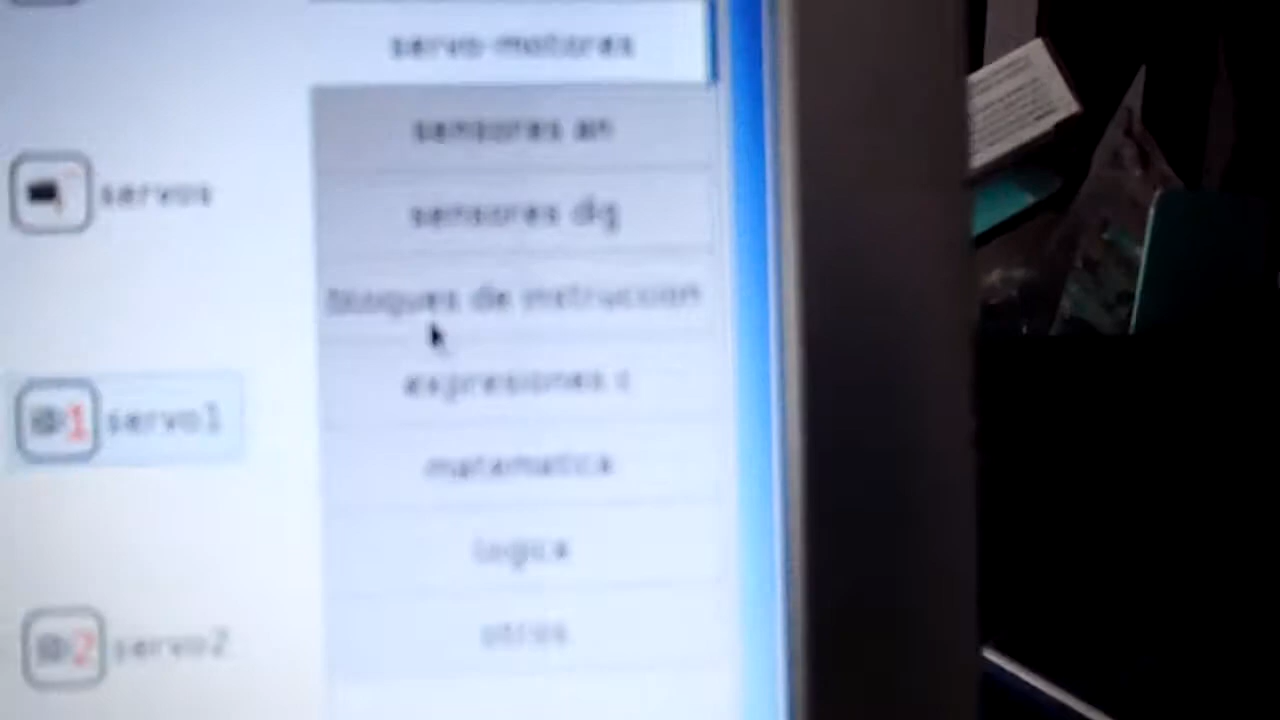 servo-motores
sensores an
servos
sensores dig
bloques de instruccion
expresiones c
servo1
matematica
logica
otros
servo2